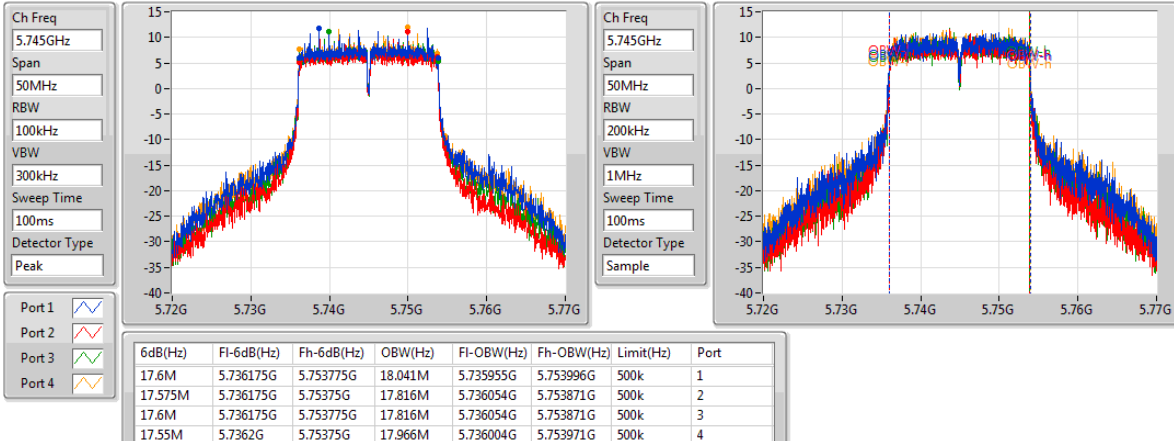 Ch Freq
5.745GHz
Span
50MHz
RBW
100kHz
VBW
300kHz
Sweep Time
100ms
Detector Type
Peak
15
10
5
0
-5
-10
-15
-20
-25
-30
-35
-40
5.72G 5.73G 5.74G 5.75G 5.76G 5.77G
Ch Freq
5.745GHz
Span
50MHz
RBW
200kHz
VBW
1MHz
Sweep Time
100ms
Detector Type
Sample
15
10
5
0
-5
-10
-15
-20
-25
-30
-35
-40
5.72G 5.73G 5.74G 5.75G 5.76G 5.77G
Port 1
Port 2
Port 3
Port 4
6dB(Hz) Fl-6dB(Hz) Fh-6dB(Hz) OBW(Hz) Fl-OBW(Hz) Fh-OBW(Hz) Limit(Hz) Port
17.6M 5.736175G 5.753775G 18.041M 5.735955G 5.753996G 500k 1
17.575M 5.736175G 5.75375G 17.816M 5.736054G 5.753871G 500k 2
17.6M 5.736175G 5.753775G 17.816M 5.736054G 5.753871G 500k 3
17.55M 5.7362G 5.75375G 17.966M 5.736004G 5.753971G 500k 4